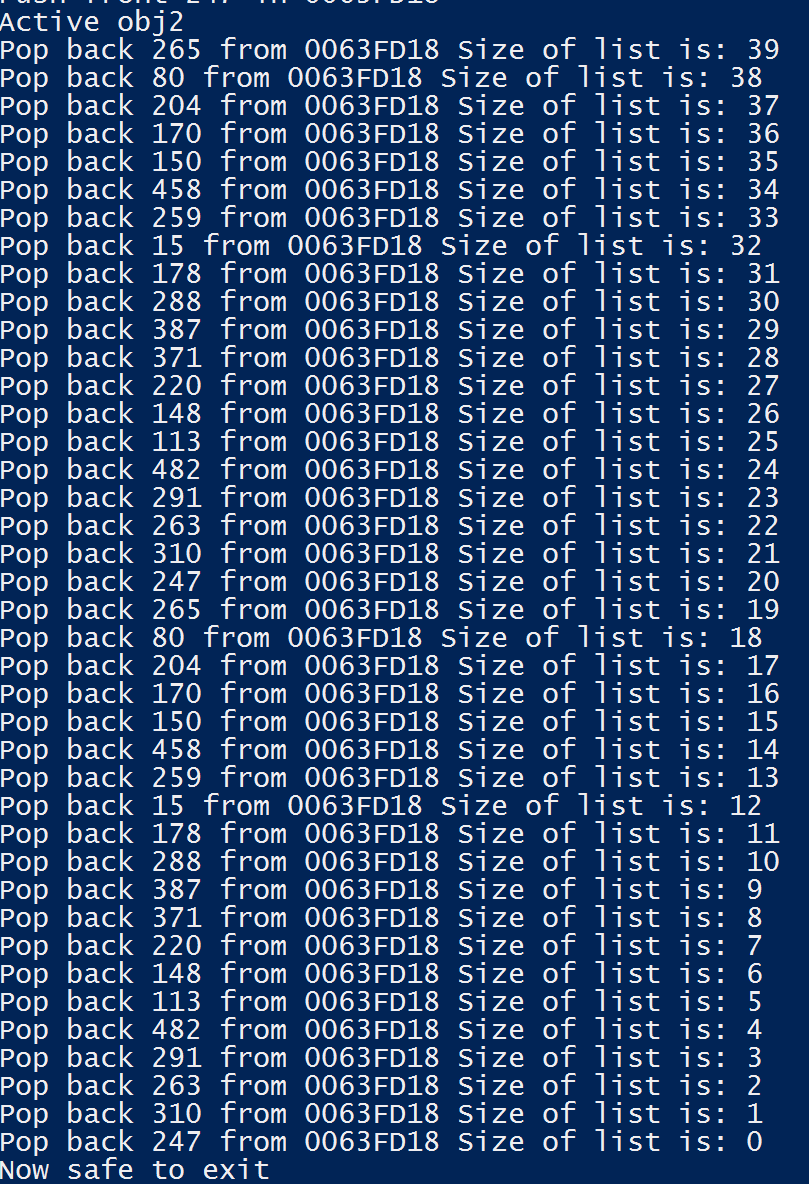 Push front 247 in 0063FD18
Active obj2
Pop back 265 from 0063FD18 Size of list is: 39
Pop back 80 from 0063FD18 Size of list is: 38
Pop back 204 from 0063FD18 Size of list is: 37
Pop back 170 from 0063FD18 Size of list is: 36
Pop back 150 from 0063FD18 Size of list is: 35
Pop back 458 from 0063FD18 Size of list is: 34
Pop back 259 from 0063FD18 Size of list is: 33
Pop back 15 from 0063FD18 Size of list is: 32
Pop back 178 from 0063FD18 Size of list is: 31
Pop back 288 from 0063FD18 Size of list is: 30
Pop back 387 from 0063FD18 Size of list is: 29
Pop back 371 from 0063FD18 Size of list is: 28
Pop back 220 from 0063FD18 Size of list is: 27
Pop back 148 from 0063FD18 Size of list is: 26
Pop back 113 from 0063FD18 Size of list is: 25
Pop back 482 from 0063FD18 Size of list is: 24
Pop back 291 from 0063FD18 Size of list is: 23
Pop back 263 from 0063FD18 Size of list is: 22
Pop back 310 from 0063FD18 Size of list is: 21
Pop back 247 from 0063FD18 Size of list is: 20
Pop back 265 from 0063FD18 Size of list is: 19
Pop back 80 from 0063FD18 Size of list is: 18
Pop back 204 from 0063FD18 Size of list is: 17
Pop back 170 from 0063FD18 Size of list is: 16
Pop back 150 from 0063FD18 Size of list is: 15
Pop back 458 from 0063FD18 Size of list is: 14
Pop back 259 from 0063FD18 Size of list is: 13
Pop back 15 from 0063FD18 Size of list is: 12
Pop back 178 from 0063FD18 Size of list is: 11
Pop back 288 from 0063FD18 Size of list is: 10
Pop back 387 from 0063FD18 Size of list is: 9
Pop back 371 from 0063FD18 Size of list is: 8
Pop back 220 from 0063FD18 Size of list is: 7
Pop back 148 from 0063FD18 Size of list is: 6
Pop back 113 from 0063FD18 Size of list is: 5
Pop back 482 from 0063FD18 Size of list is: 4
Pop back 291 from 0063FD18 Size of list is: 3
Pop back 263 from 0063FD18 Size of list is: 2
Pop back 310 from 0063FD18 Size of list is: 1
Pop back 247 from 0063FD18 Size of list is: 0
Now safe to exit